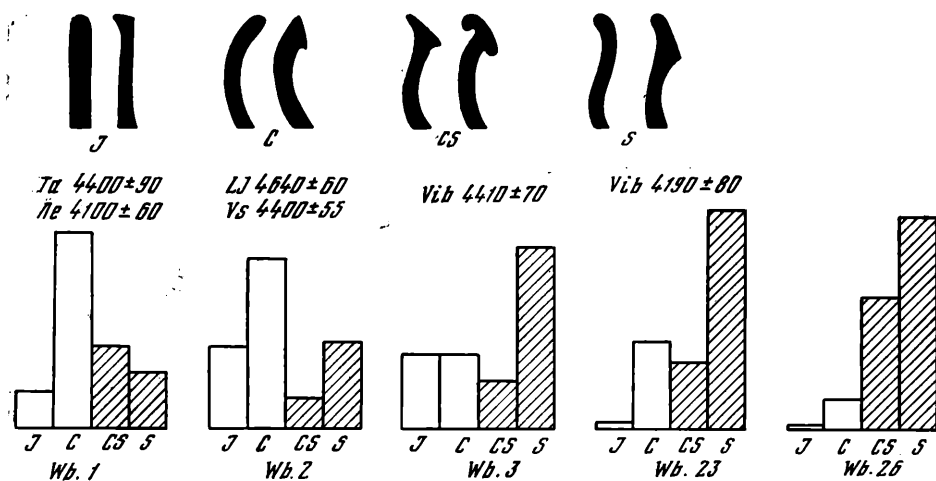 J C CS S
Ta 4400±90 LJ 4640±60 Vib 4410±70 Vib 4190±80
Ле 4100±60 Vs 4400±55
J C CS S J C CS S J C CS S J C CS S J C CS S
Wb. 1 Wb. 2 Wb. 3 Wb. 23 Wb. 26